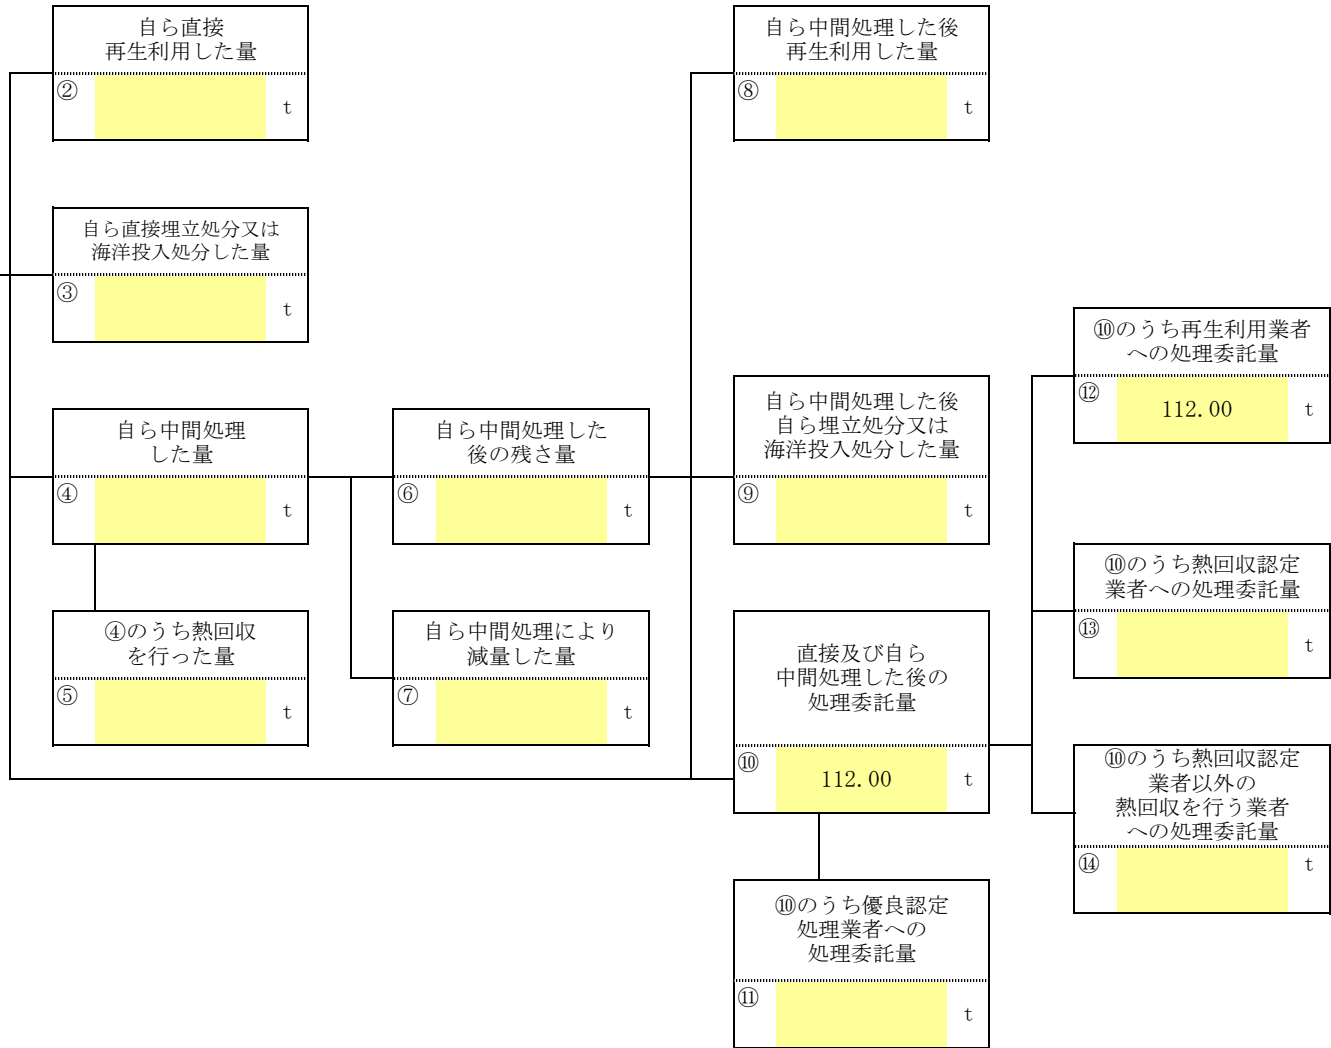 自ら直接
再生利用した量
②
t
自ら直接埋立処分又は
海洋投入処分した量
③
t
自ら中間処理
した量
④
t
④のうち熱回収
を行った量
⑤
t
自ら中間処理した
後の残さ量
⑥
t
自ら中間処理により
減量した量
⑦
t
自ら中間処理した後
再生利用した量
⑧
t
自ら中間処理した後
自ら埋立処分又は
海洋投入処分した量
⑨
t
直接及び自ら
中間処理した後の
処理委託量
⑩ 112.00 t
⑩のうち優良認定
処理業者への
処理委託量
⑪
t
⑩のうち再生利用業者
への処理委託量
⑫ 112.00 t
⑩のうち熱回収認定
業者への処理委託量
⑬
t
⑩のうち熱回収認定
業者以外の
熱回収を行う業者
への処理委託量
⑭
t